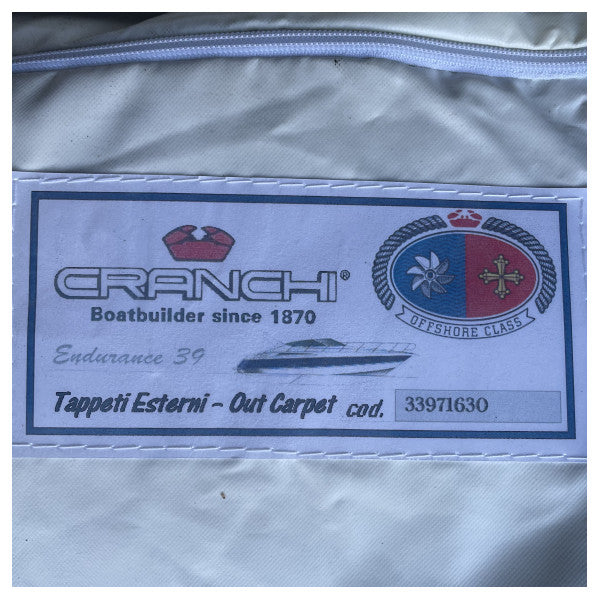 CRANCHI®
Boatbuilder since 1870
OFFSHORE CLASS
Endurance 39
Tappeti Esterni - Out Carpet cod. 33971630